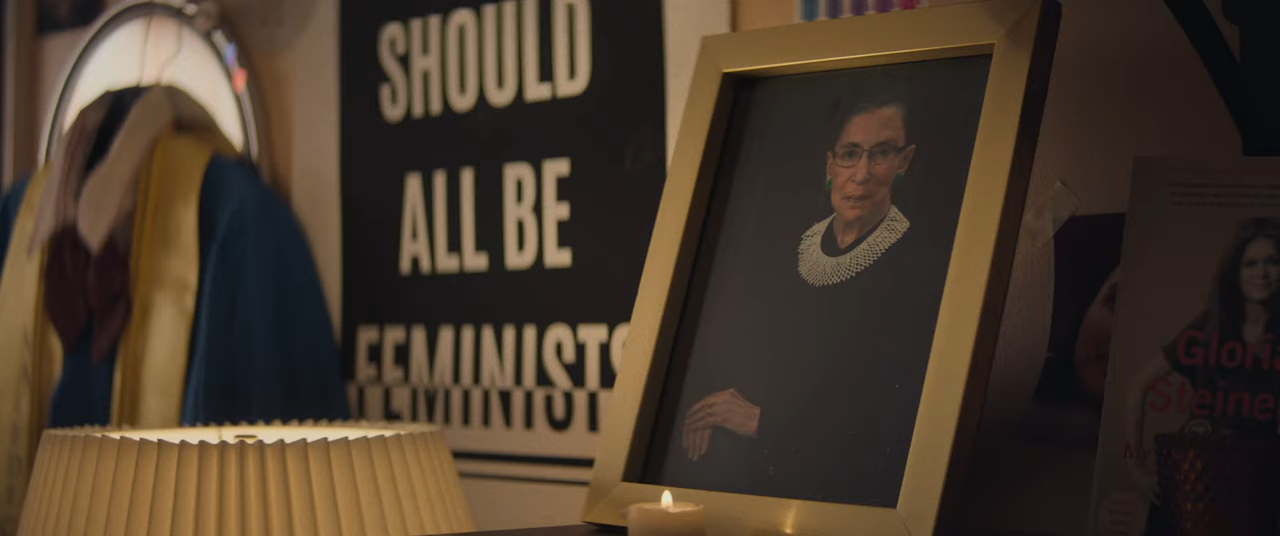 SHOULD
ALL BE
FEMINISTS
Gloria
Steinem